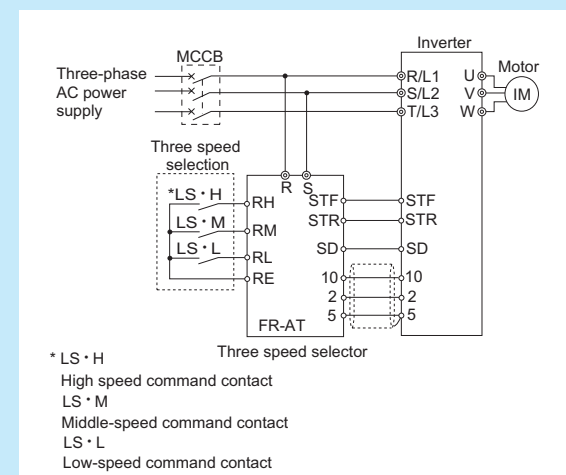 Inverter
MCCB
Motor
Three-phase
AC power
supply
R/L1
S/L2
T/L3
U
V
W
IM
Three speed
selection
*LS・H
LS・M
LS・L
R S
RH
RM
RL
RE
STF
STR
SD
10
2
5
STF
STR
SD
10
2
5
FR-AT
Three speed selector
* LS・H
High speed command contact
LS・M
Middle-speed command contact
LS・L
Low-speed command contact